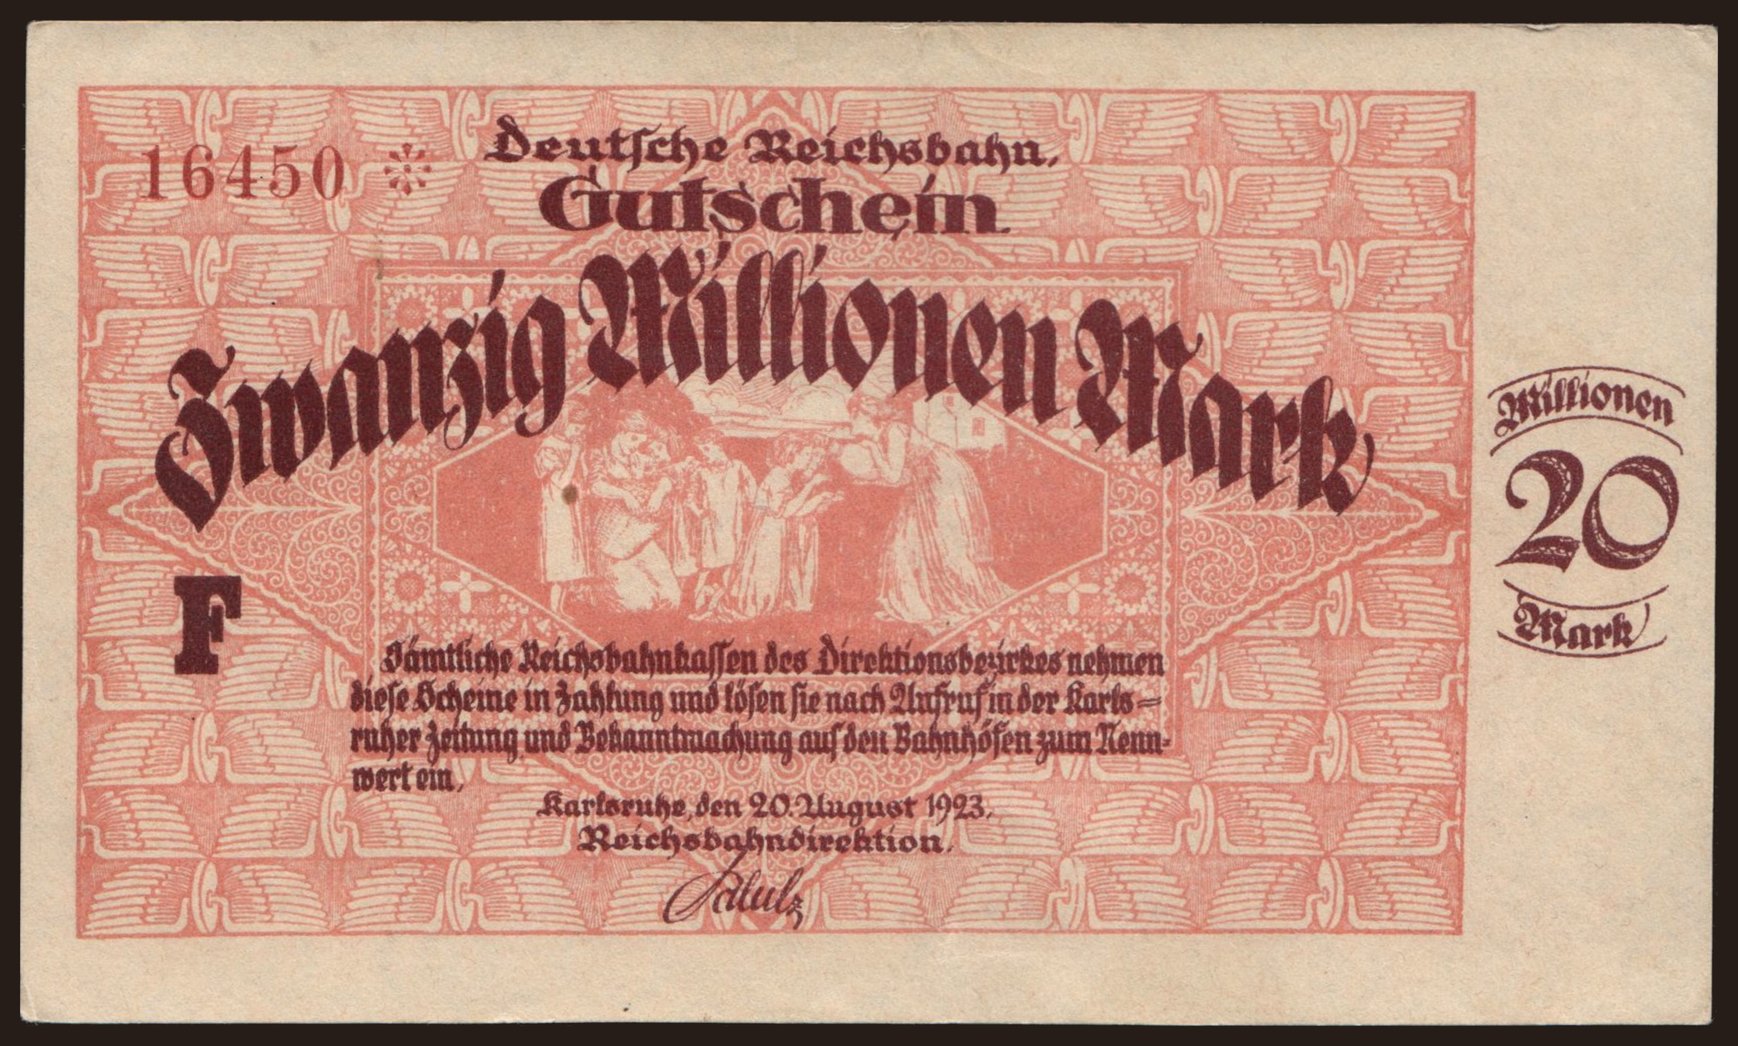 16450 *
Deutsche Reichsbahn.
Gutschein
Zwanzig Millionen Mark
Millionen
20
Mark
F
Sämtliche Reichsbahnkassen des Direktionsbezirkes nehmen
diese Scheine in Zahlung und lösen sie nach Aufruf in der Karls=
ruher Zeitung und Bekanntmachung auf den Bahnhöfen zum Nenn-
wert ein.
Karlsruhe, den 20. August 1923.
Reichsbahndirektion.
Schulz